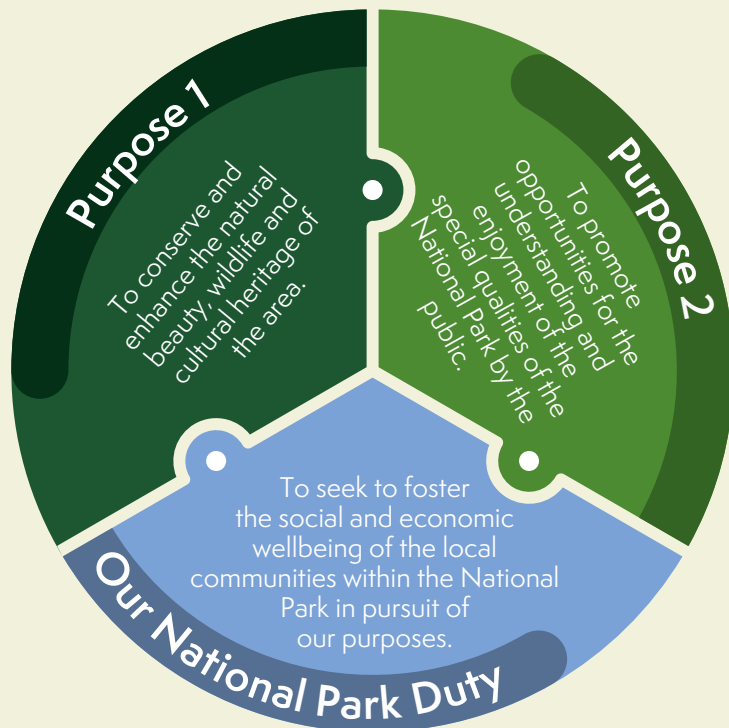 Purpose 1
To conserve and
enhance the natural
beauty, wildlife and
cultural heritage of
the area.
Purpose 2
To promote
opportunities for the
understanding and
enjoyment of the
special qualities of the
National Park by the
public.
To seek to foster
the social and economic
wellbeing of the local
communities within the National
Park in pursuit of
our purposes.
Our National Park Duty